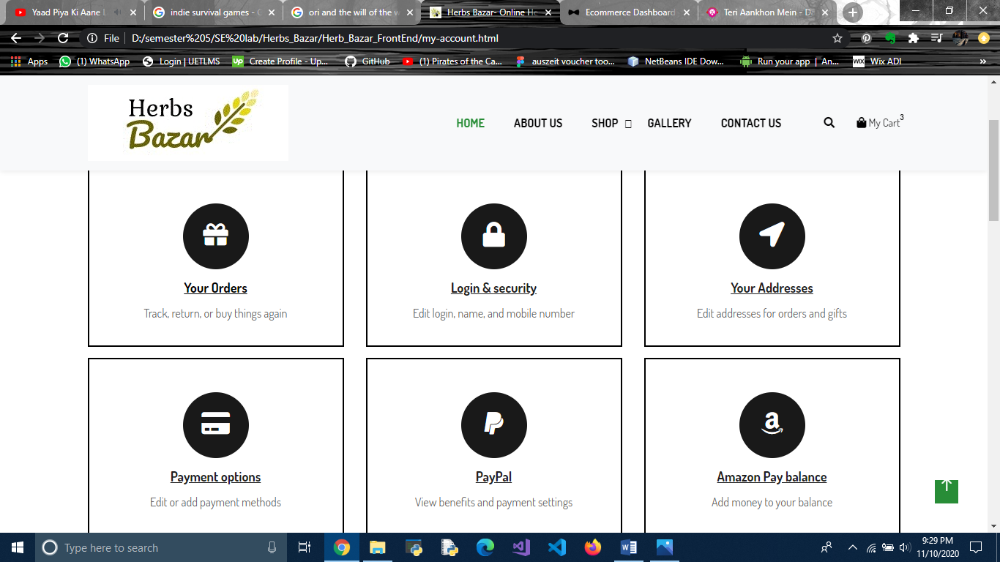 Yaad Piya Ki Aane L
indie survival games - G
ori and the will of the w
Herbs Bazar- Online He
Ecommerce Dashboard
Teri Aankhon Mein - Da
File
D:/semester%205/SE%20lab/Herbs_Bazar/Herb_Bazar_FrontEnd/my-account.html
Apps
(1) WhatsApp
Login | UETLMS
Up
Create Profile - Up...
GitHub
(1) Pirates of the Ca...
auszeit voucher too...
NetBeans IDE Dow...
Run your app | An...
WIX
Wix ADI
»
Herbs
Bazar
HOME
ABOUT US
SHOP
GALLERY
CONTACT US
My Cart3
Your Orders
Track, return, or buy things again
Login & security
Edit login, name, and mobile number
Your Addresses
Edit addresses for orders and gifts
Payment options
Edit or add payment methods
PayPal
View benefits and payment settings
a
Amazon Pay balance
Add money to your balance
Type here to search
9:29 PM
11/10/2020